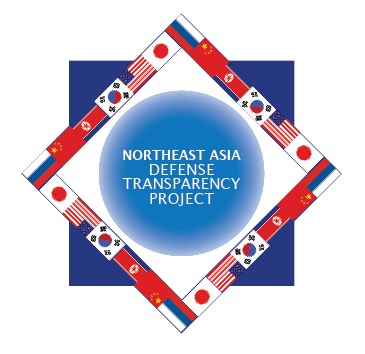 NORTHEAST ASIA
DEFENSE
TRANSPARENCY
PROJECT